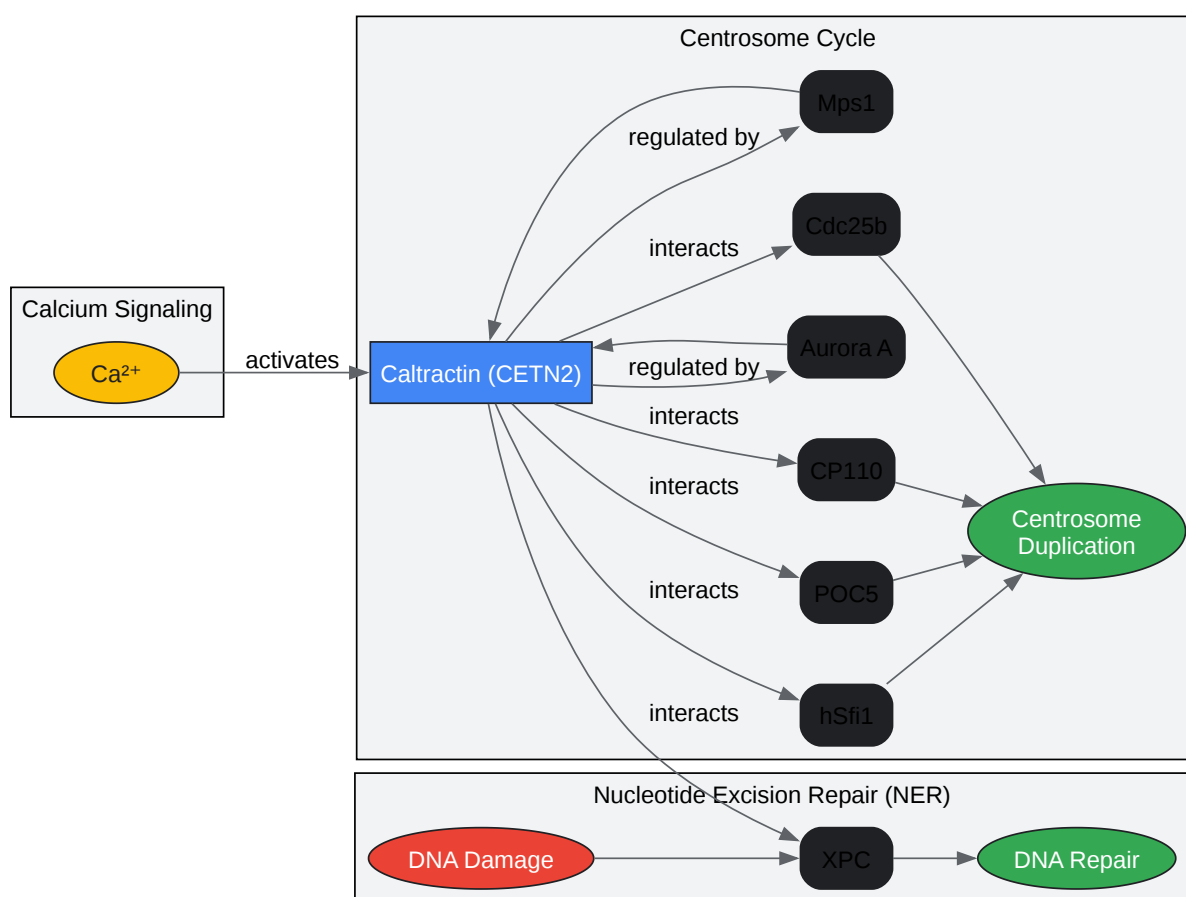 Centrosome Cycle
Mps1
regulated by
Cdc25b
interacts
Calcium Signaling
Ca²⁺
activates
Caltractin (CETN2)
Aurora A
regulated by
interacts
CP110
interacts
Centrosome
Duplication
POC5
interacts
hSfi1
interacts
Nucleotide Excision Repair (NER)
DNA Damage
XPC
DNA Repair